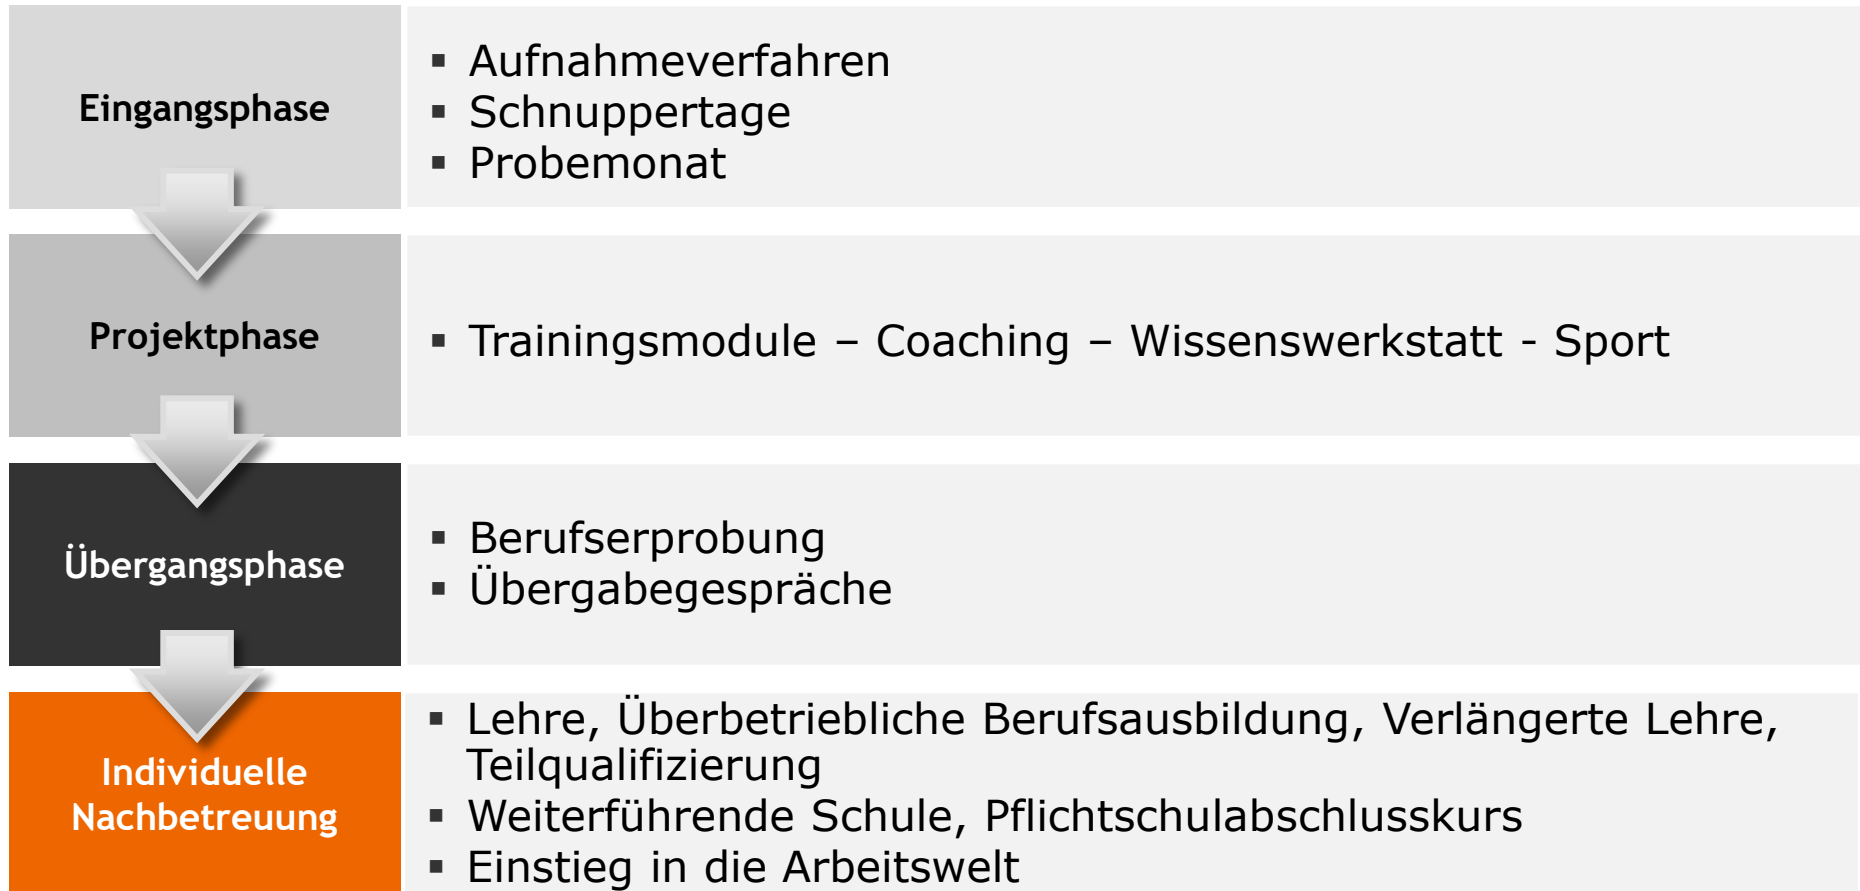 Eingangsphase
▪ Aufnahmeverfahren
▪ Schnuppertage
▪ Probemonat
Projektphase
▪ Trainingsmodule – Coaching – Wissenswerkstatt - Sport
Übergangsphase
▪ Berufserprobung
▪ Übergabegespräche
Individuelle
Nachbetreuung
▪ Lehre, Überbetriebliche Berufsausbildung, Verlängerte Lehre,
Teilqualifizierung
▪ Weiterführende Schule, Pflichtschulabschlusskurs
▪ Einstieg in die Arbeitswelt